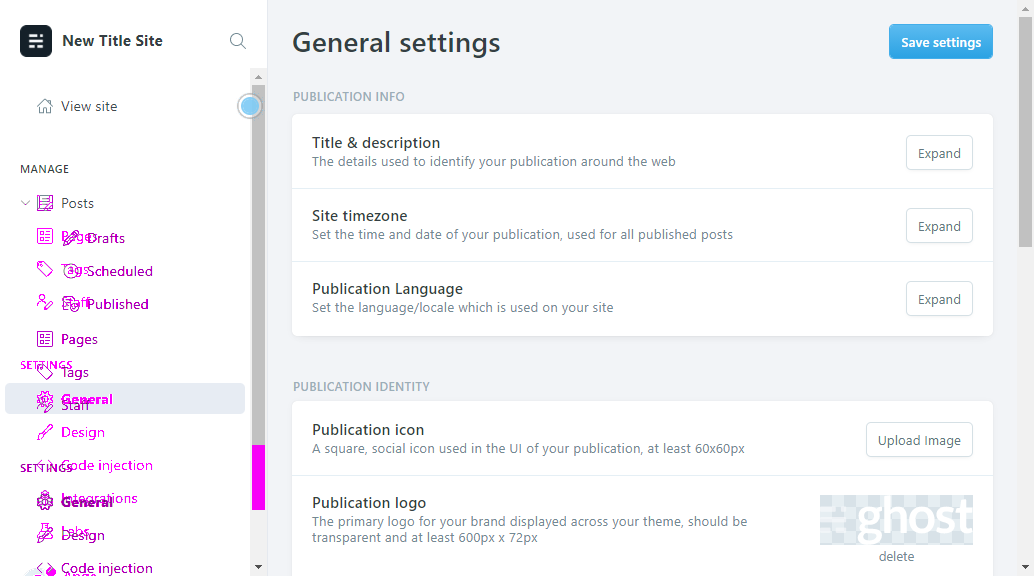 New Title Site
View site
MANAGE
Posts
Pages
Drafts
Tags
Scheduled
Staff
Published
Pages
SETTINGS
Tags
General
Staff
Design
Code injection
SETTINGS
Integrations
General
Labs
Design
Code injection
General settings
Save settings
PUBLICATION INFO
Title & description
The details used to identify your publication around the web
Expand
Site timezone
Set the time and date of your publication, used for all published posts
Expand
Publication Language
Set the language/locale which is used on your site
Expand
PUBLICATION IDENTITY
Publication icon
A square, social icon used in the UI of your publication, at least 60x60px
Upload Image
Publication logo
The primary logo for your brand displayed across your theme, should be
transparent and at least 600px x 72px
ghost
delete